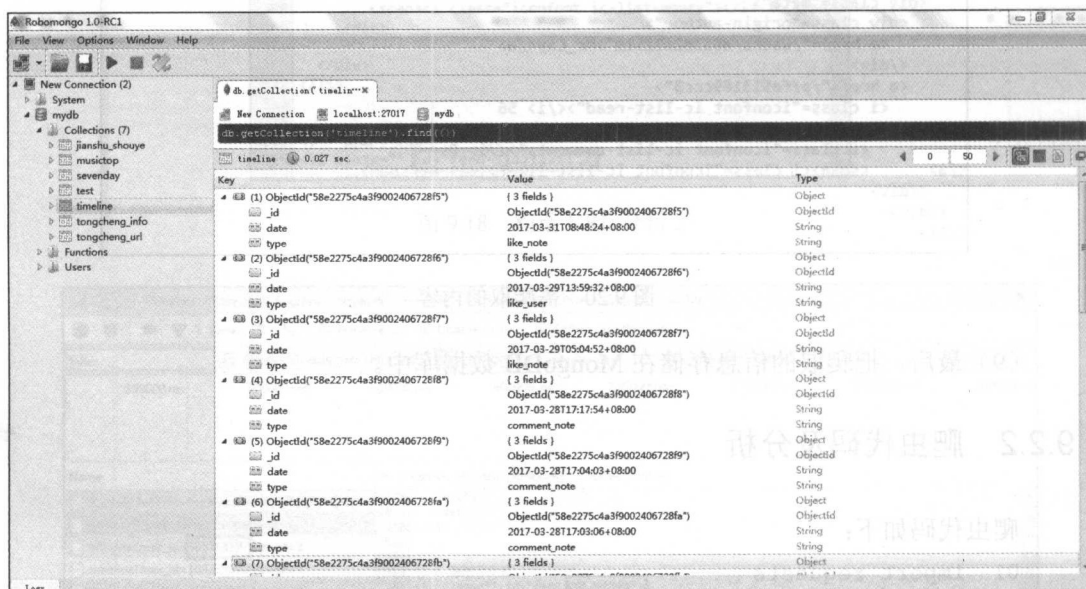 Robomongo 1.0-RC1
File View Options Window Help
New Connection (2)
System
mydb
Collections (7)
jianshu_shouye
musictop
sevenday
test
timeline
tongcheng_info
tongcheng_url
Functions
Users
db.getCollection('timelin…
New Connection localhost:27017 mydb
db.getCollection('timeline').find({})
timeline 0.027 sec. 0 50
Key Value Type
(1) ObjectId("58e2275c4a3f9002406728f5") { 3 fields } Object
_id ObjectId("58e2275c4a3f9002406728f5") ObjectId
date 2017-03-31T08:48:24+08:00 String
type like_note String
(2) ObjectId("58e2275c4a3f9002406728f6") { 3 fields } Object
_id ObjectId("58e2275c4a3f9002406728f6") ObjectId
date 2017-03-29T13:59:32+08:00 String
type like_user String
(3) ObjectId("58e2275c4a3f9002406728f7") { 3 fields } Object
_id ObjectId("58e2275c4a3f9002406728f7") ObjectId
date 2017-03-29T05:04:52+08:00 String
type like_note String
(4) ObjectId("58e2275c4a3f9002406728f8") { 3 fields } Object
_id ObjectId("58e2275c4a3f9002406728f8") ObjectId
date 2017-03-28T17:17:54+08:00 String
type comment_note String
(5) ObjectId("58e2275c4a3f9002406728f9") { 3 fields } Object
_id ObjectId("58e2275c4a3f9002406728f9") ObjectId
date 2017-03-28T17:04:03+08:00 String
type comment_note String
(6) ObjectId("58e2275c4a3f9002406728fa") { 3 fields } Object
_id ObjectId("58e2275c4a3f9002406728fa") ObjectId
date 2017-03-28T17:03:06+08:00 String
type comment_note String
(7) ObjectId("58e2275c4a3f9002406728fb") { 3 fields } Object
Logs